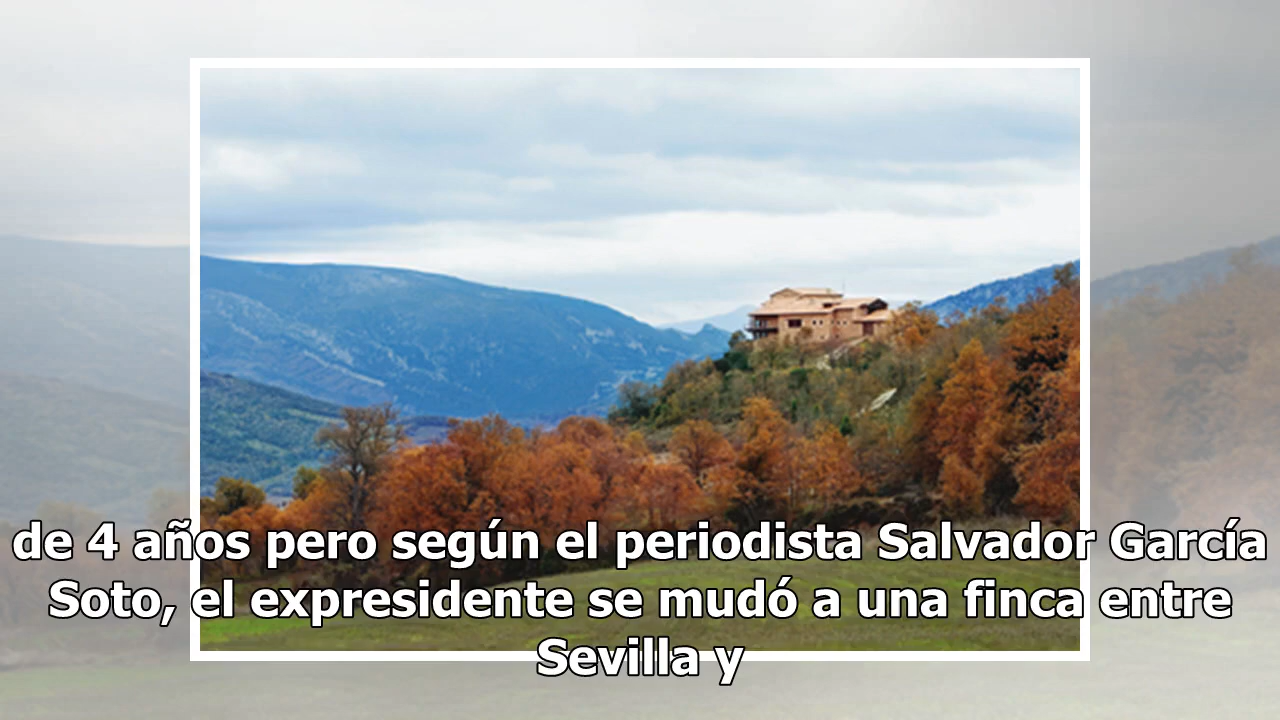 de 4 años pero según el periodista Salvador García
Soto, el expresidente se mudó a una finca entre
Sevilla y